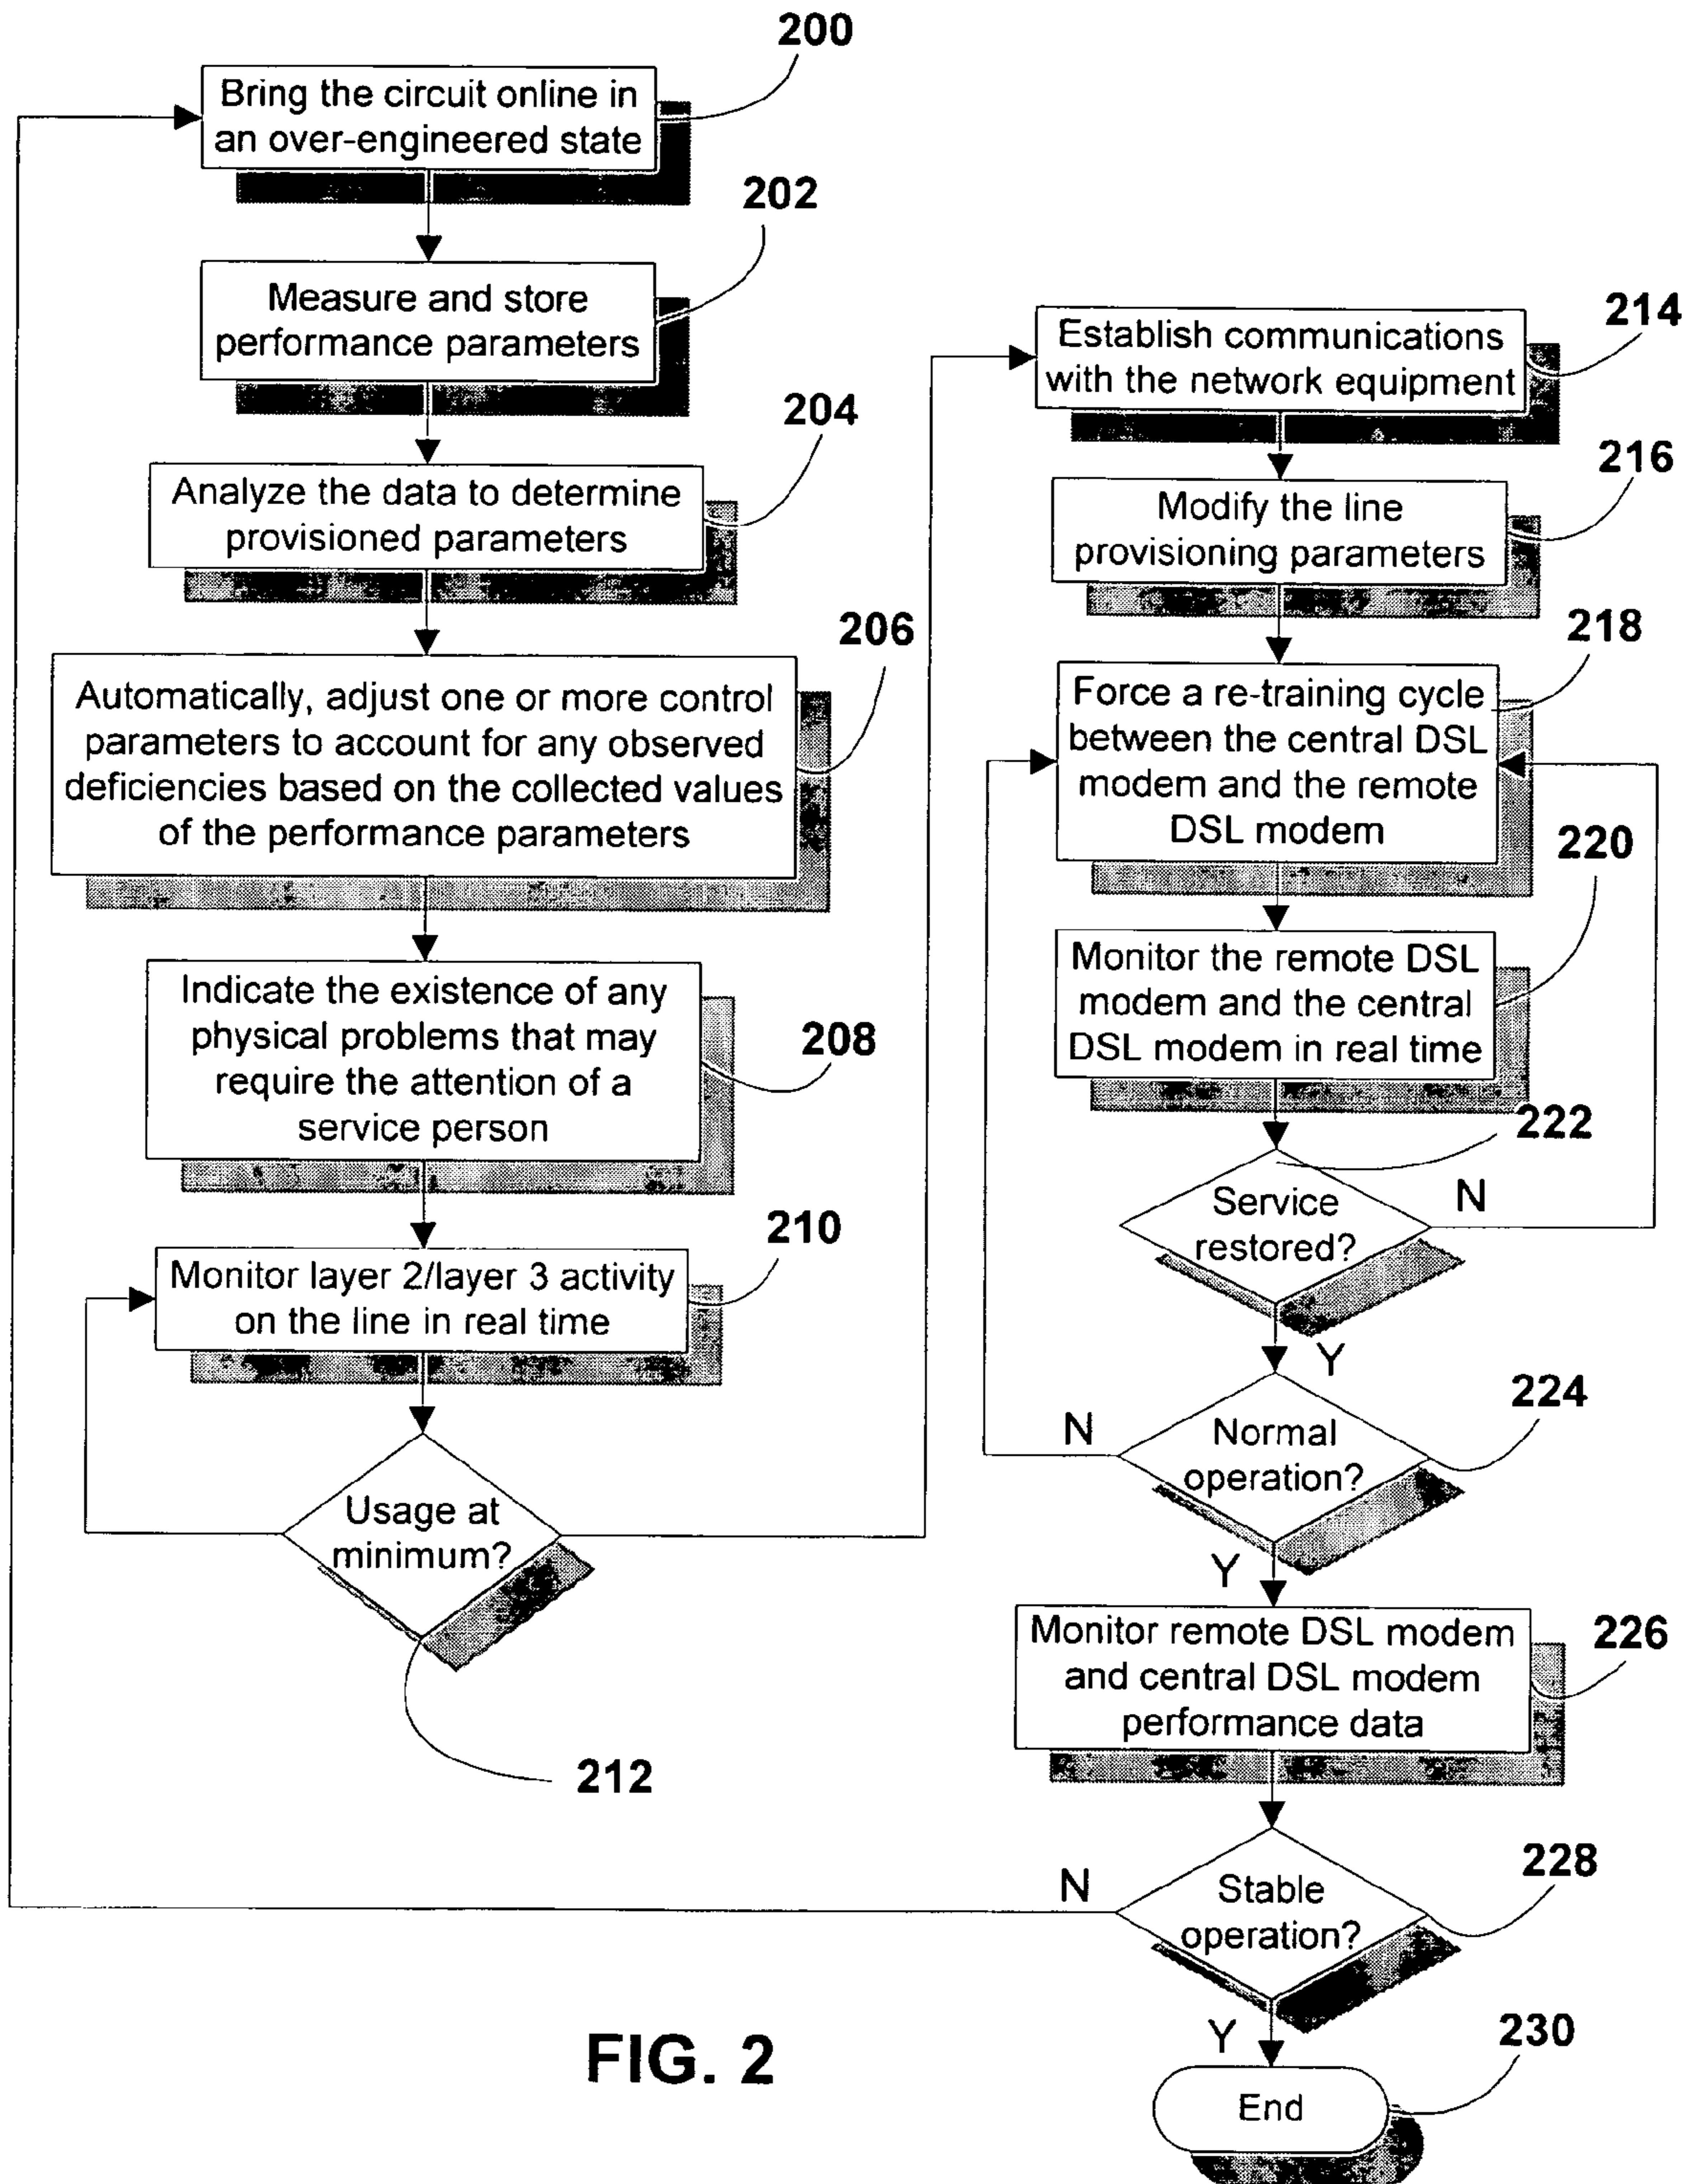 200
Bring the circuit online in
an over-engineered state
202
Measure and store
performance parameters
204
Analyze the data to determine
provisioned parameters
206
Automatically, adjust one or more control
parameters to account for any observed
deficiencies based on the collected values
of the performance parameters
Indicate the existence of any
physical problems that may
require the attention of a
service person
208
210
Monitor layer 2/layer 3 activity
on the line in real time
Usage at
minimum?
212
214
Establish communications
with the network equipment
216
Modify the line
provisioning parameters
218
Force a re-training cycle
between the central DSL
modem and the remote
DSL modem
220
Monitor the remote DSL
modem and the central
DSL modem in real time
222
Service
restored?
N
Y
224
Normal
operation?
N
Y
226
Monitor remote DSL modem
and central DSL modem
performance data
228
Stable
operation?
N
Y
230
End
FIG. 2